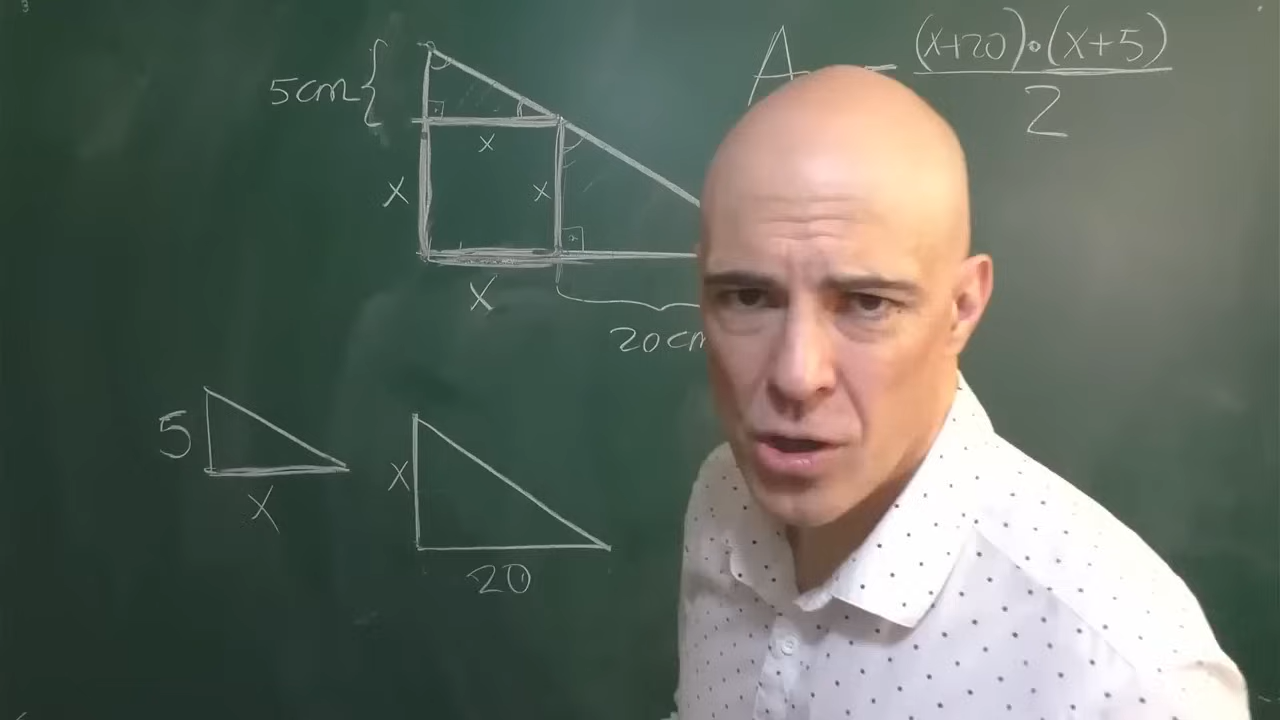 A = (x+20)·(x+5)
2
5cm
x
x
x
x
20cm
5
x
x
20